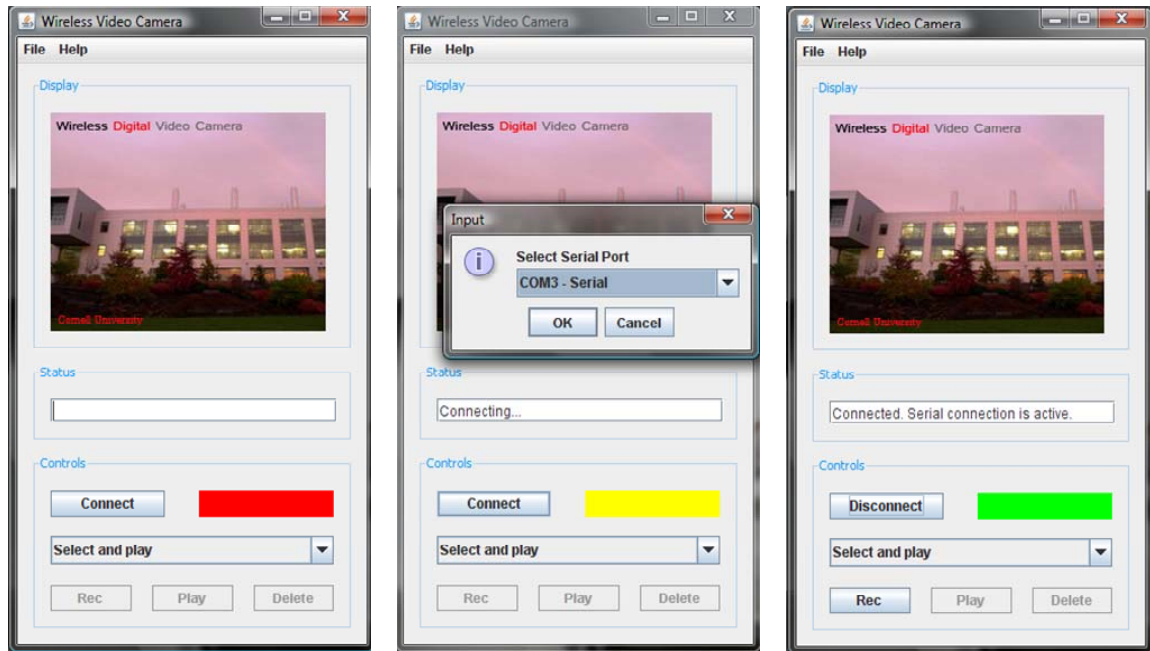 Wireless Video Camera
File Help
Display
Wireless Digital Video Camera
Cornell University
Status
Controls
Connect
Select and play
Rec Play Delete
Wireless Video Camera
File Help
Display
Wireless Digital Video Camera
Input
Select Serial Port
COM3 - Serial
OK Cancel
Status
Connecting...
Controls
Connect
Select and play
Rec Play Delete
Wireless Video Camera
File Help
Display
Wireless Digital Video Camera
Cornell University
Status
Connected. Serial connection is active.
Controls
Disconnect
Select and play
Rec Play Delete